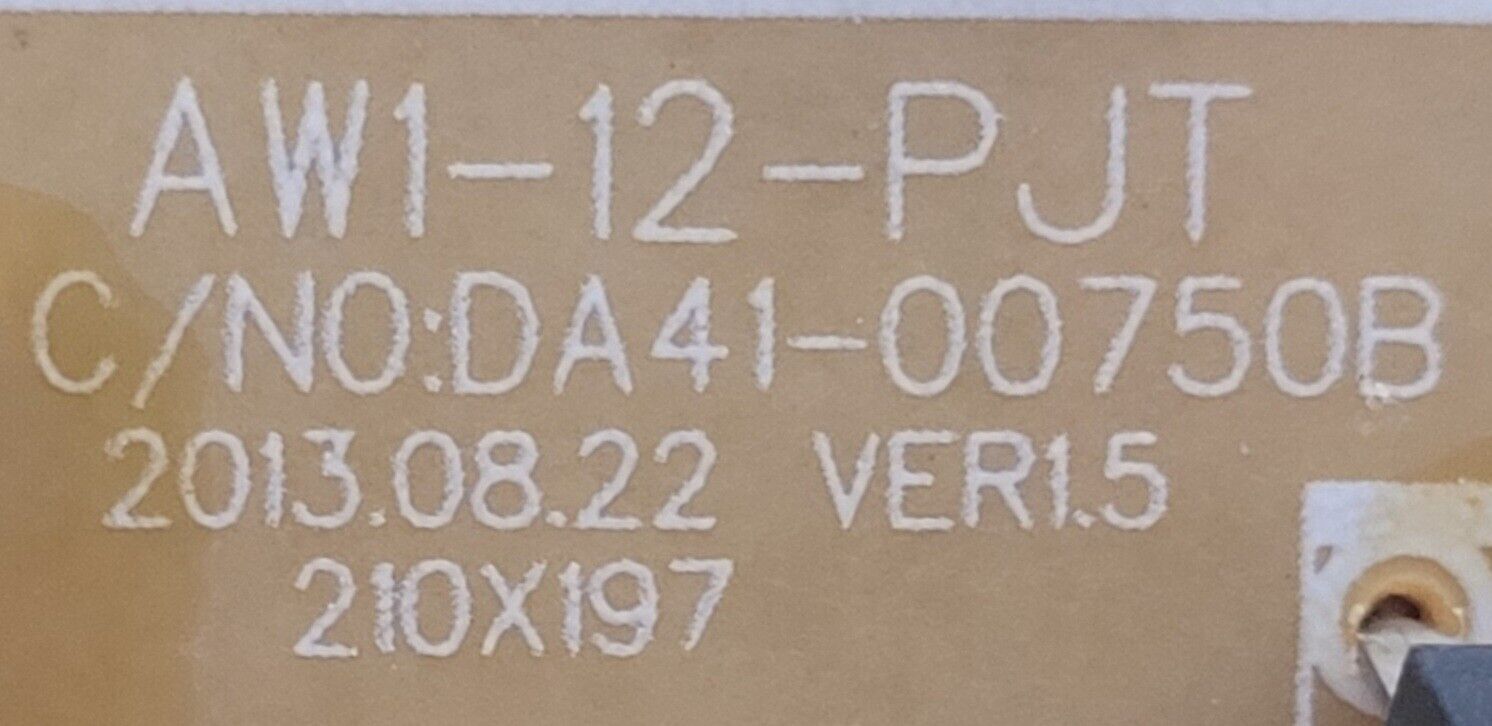 AW1-12-PJT
C/NO:DA41-00750B
2013.08.22 VER1.5
210X197